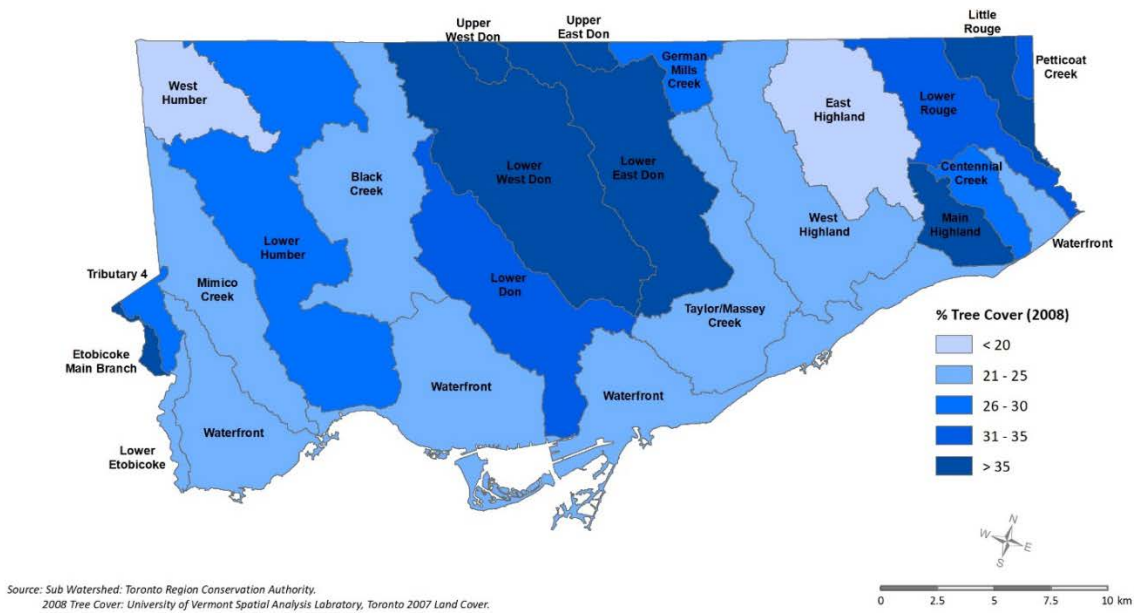 Upper
West Don
Upper
East Don
Little
Rouge
Petticoat
Creek
West
Humber
German
Mills
Creek
East
Highland
Lower
Rouge
Black
Creek
Lower
West Don
Lower
East Don
Centennial
Creek
Main
Highland
West
Highland
Waterfront
Lower
Humber
Tributary 4
Mimico
Creek
Lower
Don
Taylor/Massey
Creek
Etobicoke
Main Branch
Waterfront
Waterfront
Waterfront
Lower
Etobicoke
% Tree Cover (2008)
< 20
21 - 25
26 - 30
31 - 35
> 35
N
W E
S
Source: Sub Watershed: Toronto Region Conservation Authority.
2008 Tree Cover: University of Vermont Spatial Analysis Labratory, Toronto 2007 Land Cover.
0 2.5 5 7.5 10 km